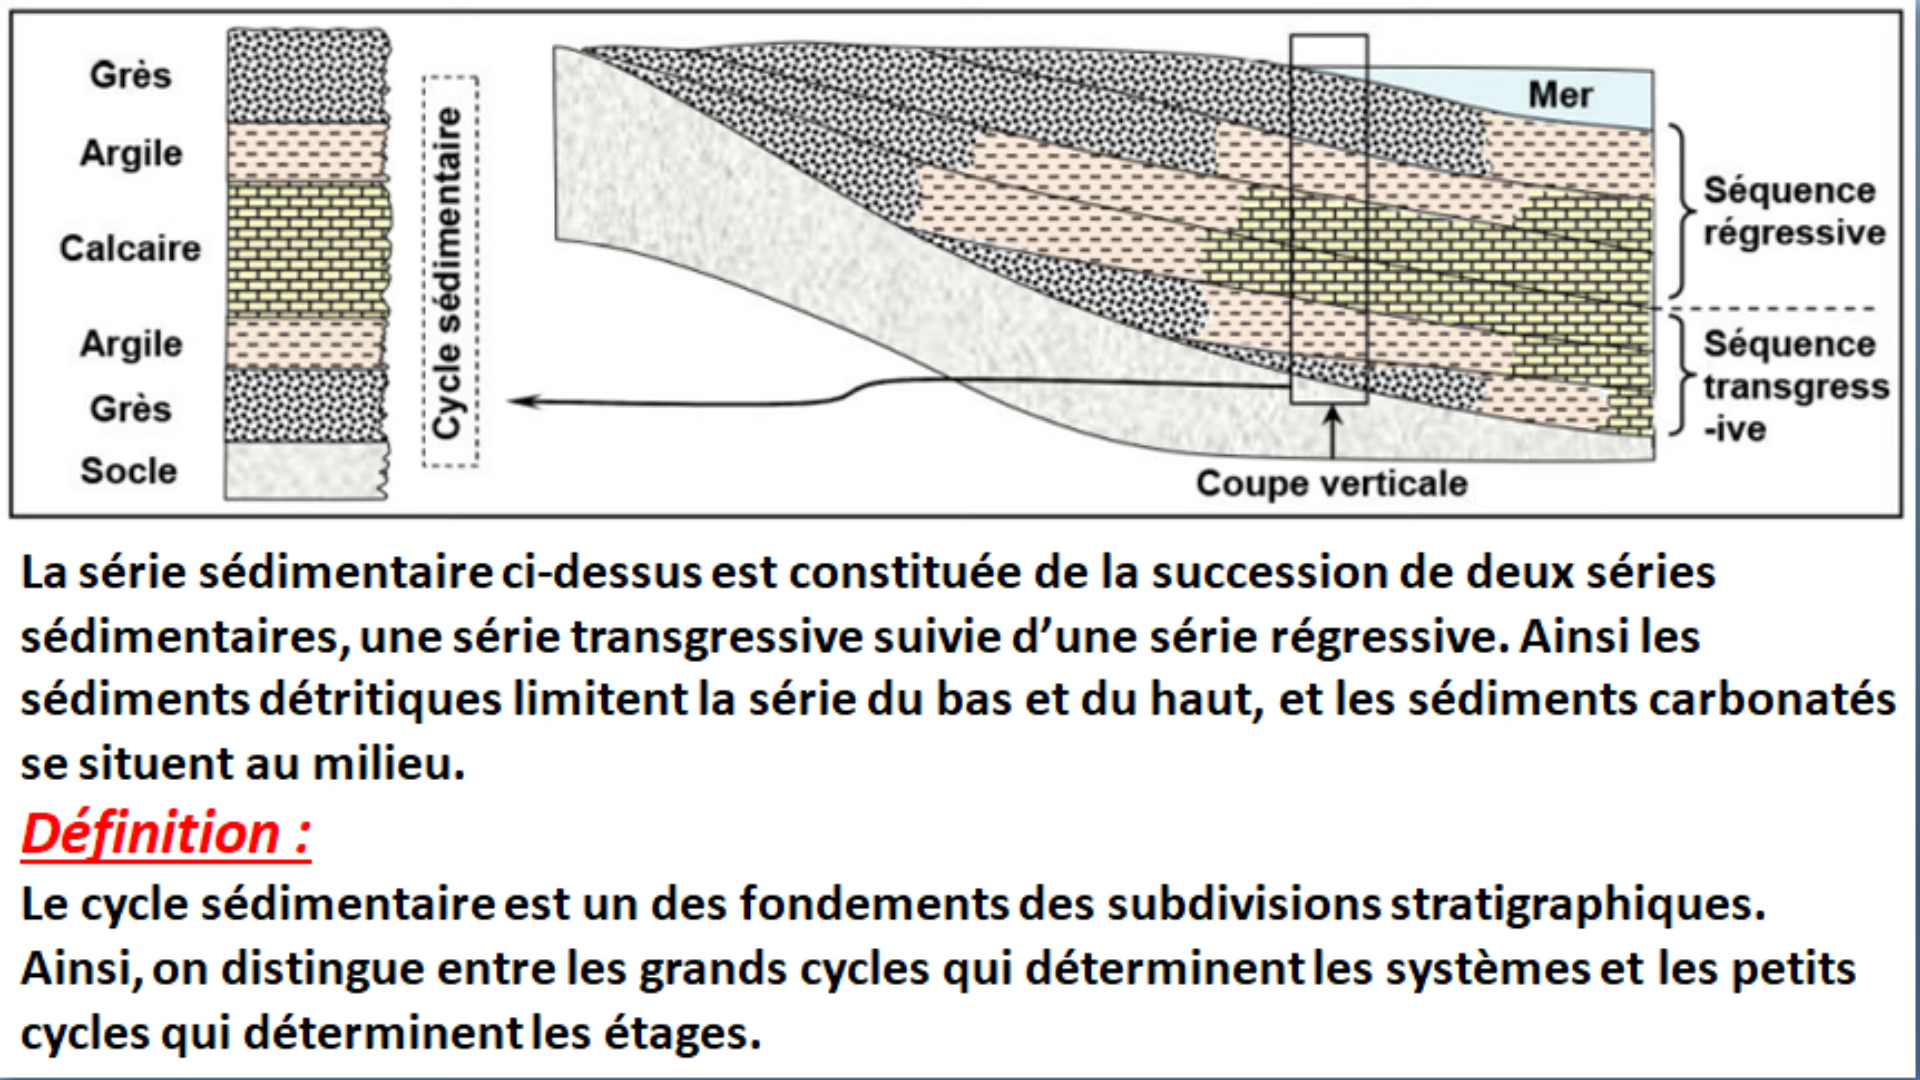 Grès
Argile
Calcaire
Argile
Grès
Socle
Cycle sédimentaire
Mer
Séquence
régressive
Séquence
transgress
-ive
Coupe verticale
La série sédimentaire ci-dessus est constituée de la succession de deux séries
sédimentaires, une série transgressive suivie d’une série régressive. Ainsi les
sédiments détritiques limitent la série du bas et du haut, et les sédiments carbonatés
se situent au milieu.
Définition :
Le cycle sédimentaire est un des fondements des subdivisions stratigraphiques.
Ainsi, on distingue entre les grands cycles qui déterminent les systèmes et les petits
cycles qui déterminent les étages.